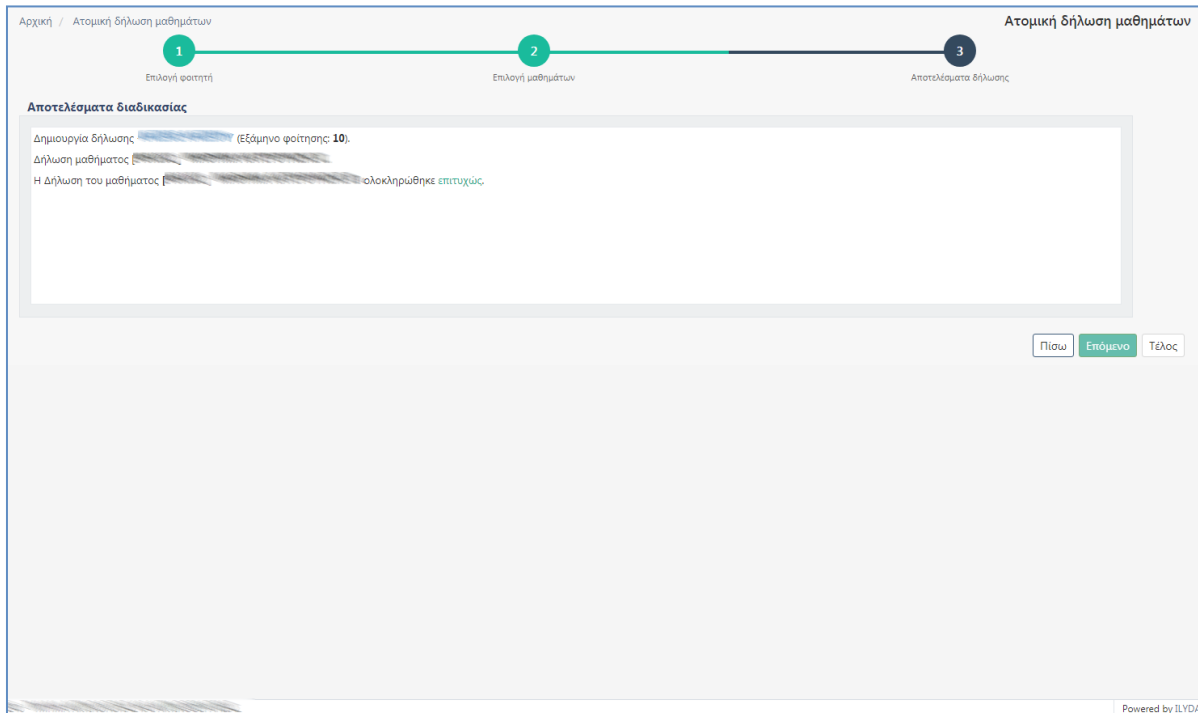 Αρχική / Ατομική δήλωση μαθημάτων
Ατομική δήλωση μαθημάτων
1
2
3
Επιλογή φοιτητή
Επιλογή μαθημάτων
Αποτελέσματα δήλωσης
Αποτελέσματα διαδικασίας
Δημιουργία δήλωσης (Εξάμηνο φοίτησης: 10).
Δήλωση μαθήματος
Η Δήλωση του μαθήματος ολοκληρώθηκε επιτυχώς.
Πίσω Επόμενο Τέλος
Powered by ILYDA